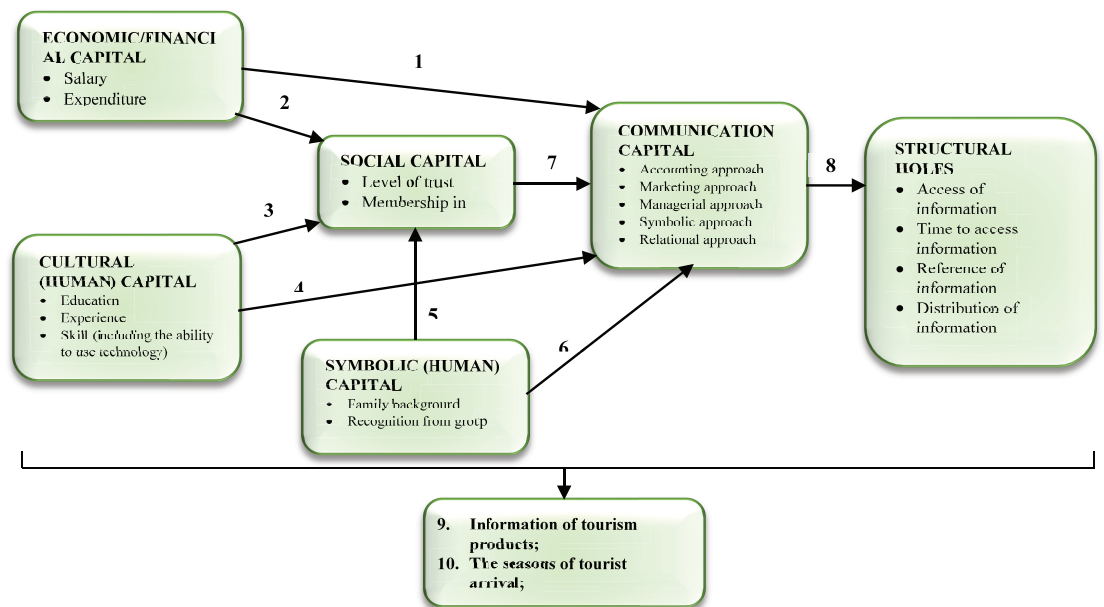 ECONOMIC/FINANCI
AL CAPITAL
• Salary
• Expenditure
1
2
SOCIAL CAPITAL
• Level of trust
• Membership in
3
7
COMMUNICATION
CAPITAL
• Accounting approach
• Marketing approach
• Managerial approach
• Symbolic approach
• Relational approach
8
STRUCTURAL
HOLES
• Access of
information
• Time to access
information
• Reference of
information
• Distribution of
information
CULTURAL
(HUMAN) CAPITAL
• Education
• Experience
• Skill (including the ability
to use technology)
4
5
6
SYMBOLIC (HUMAN)
CAPITAL
• Family background
• Recognition from group
9. Information of tourism
products;
10. The seasons of tourist
arrival;